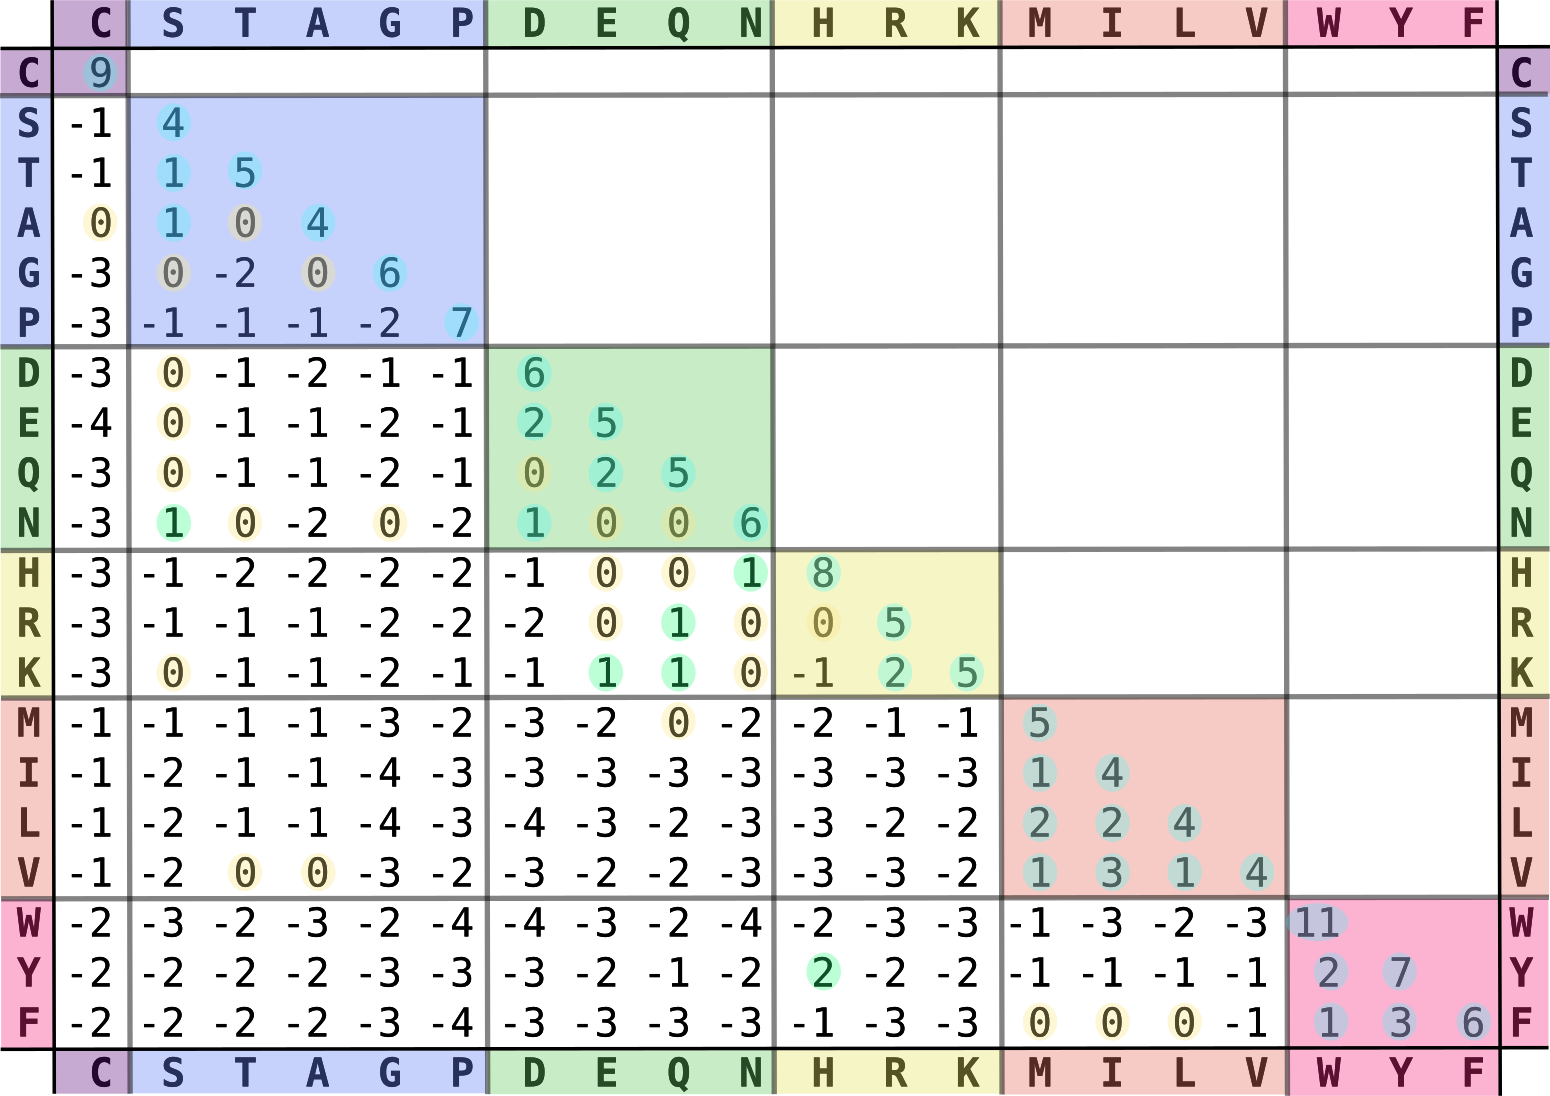 C S T A G P D E Q N H R K M I L V W Y F
C 9 C
S -1 4 S
T -1 1 5 T
A 0 1 0 4 A
G -3 0 -2 0 6 G
P -3 -1 -1 -1 -2 7 P
D -3 0 -1 -2 -1 -1 6 D
E -4 0 -1 -1 -2 -1 2 5 E
Q -3 0 -1 -1 -2 -1 0 2 5 Q
N -3 1 0 -2 0 -2 1 0 0 6 N
H -3 -1 -2 -2 -2 -2 -1 0 0 1 8 H
R -3 -1 -1 -1 -2 -2 -2 0 1 0 0 5 R
K -3 0 -1 -1 -2 -1 -1 1 1 0 -1 2 5 K
M -1 -1 -1 -1 -3 -2 -3 -2 0 -2 -2 -1 -1 5 M
I -1 -2 -1 -1 -4 -3 -3 -3 -3 -3 -3 -3 -3 1 4 I
L -1 -2 -1 -1 -4 -3 -4 -3 -2 -3 -3 -2 -2 2 2 4 L
V -1 -2 0 0 -3 -2 -3 -2 -2 -3 -3 -3 -2 1 3 1 4 V
W -2 -3 -2 -3 -2 -4 -4 -3 -2 -4 -2 -3 -3 -1 -3 -2 -3 11 W
Y -2 -2 -2 -2 -3 -3 -3 -2 -1 -2 2 -2 -2 -1 -1 -1 -1 2 7 Y
F -2 -2 -2 -2 -3 -4 -3 -3 -3 -3 -1 -3 -3 0 0 0 -1 1 3 6 F
C S T A G P D E Q N H R K M I L V W Y F